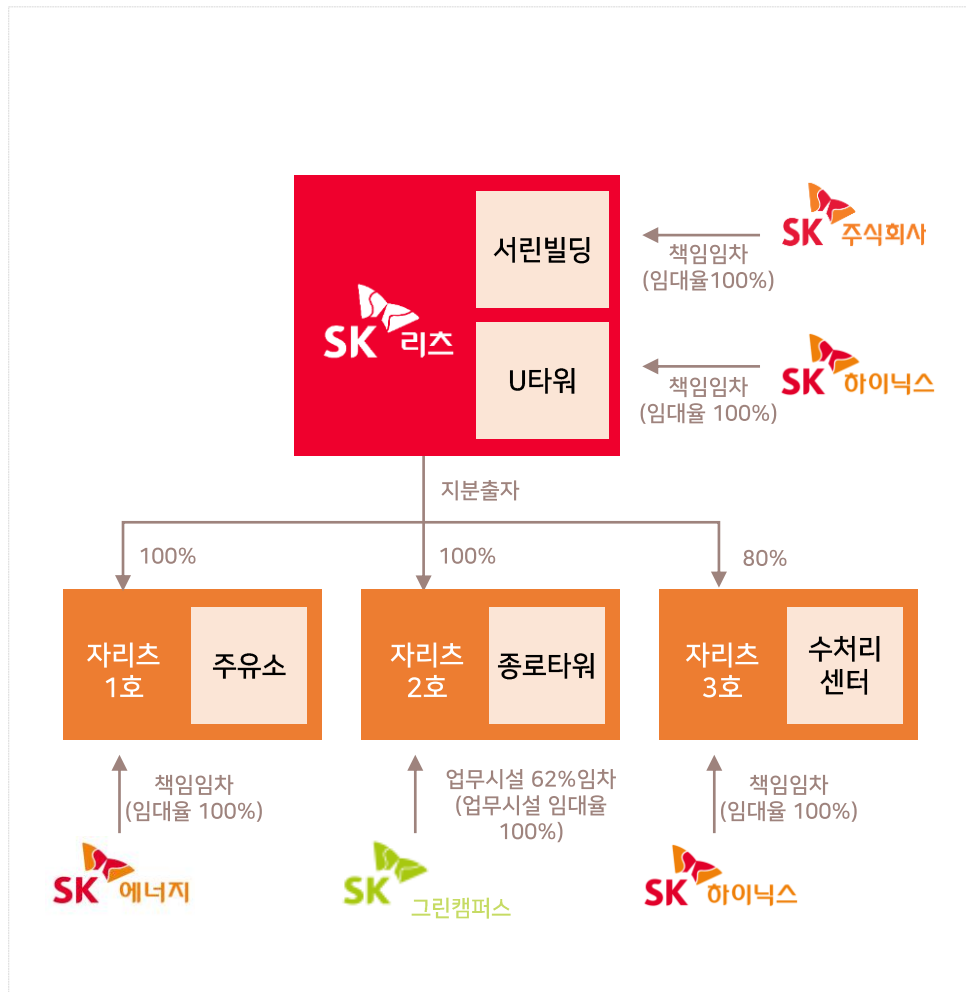 서린빌딩
SK 주식회사
책임임차
(임대율100%)
SK 리츠
U타워
SK 하이닉스
책임임차
(임대율 100%)
지분출자
100%
100%
80%
자리츠
1호
주유소
자리츠
2호
종로타워
자리츠
3호
수처리
센터
책임임차
(임대율 100%)
업무시설 62%임차
(업무시설 임대율
100%)
책임임차
(임대율 100%)
SK 에너지
SK
그린캠퍼스
SK 하이닉스